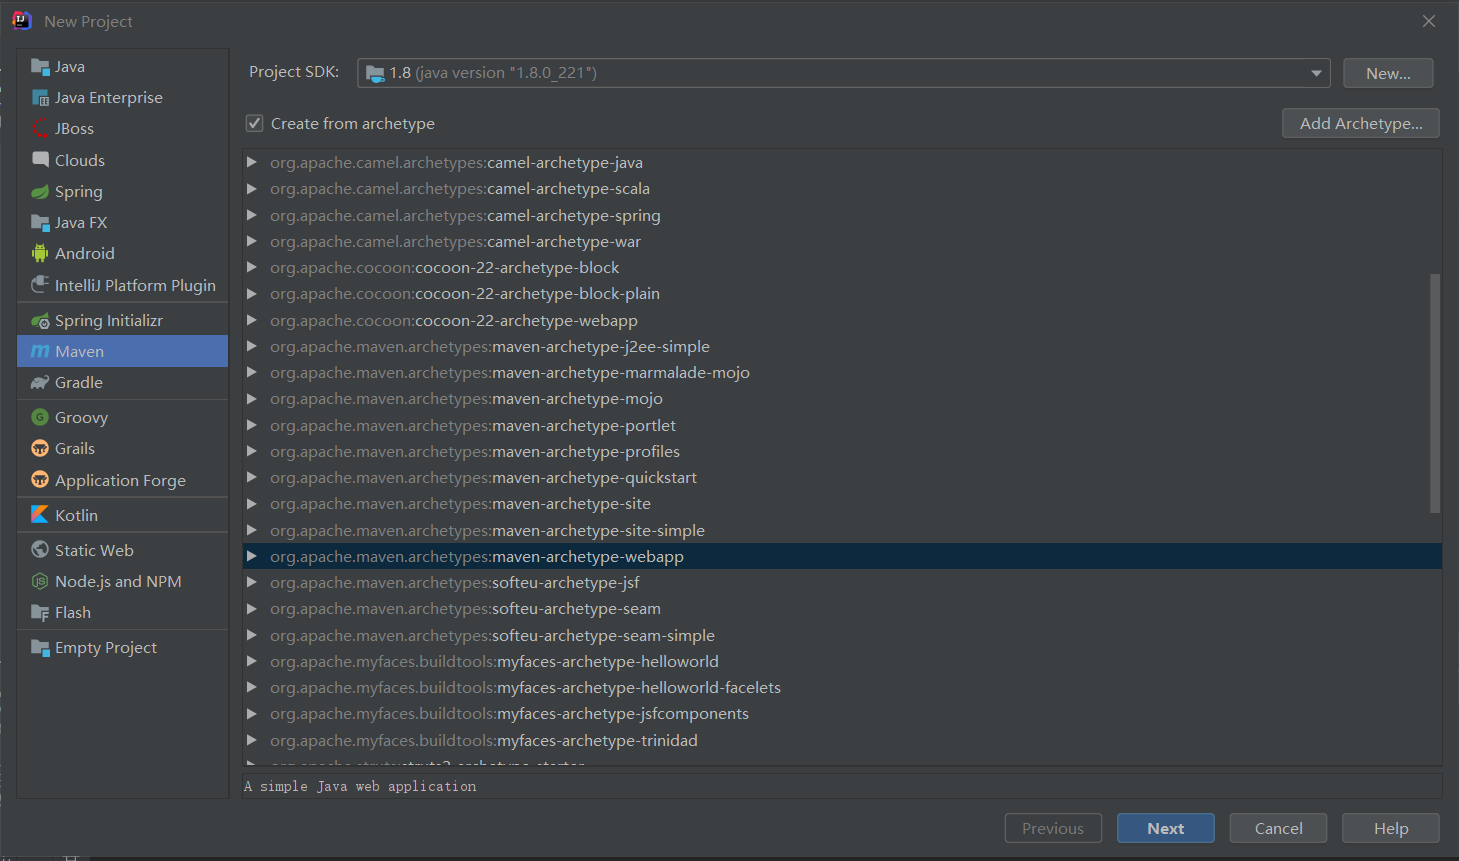 New Project
Java
Java Enterprise
JBoss
Clouds
Spring
Java FX
Android
IntelliJ Platform Plugin
Spring Initializr
Maven
Gradle
Groovy
Grails
Application Forge
Kotlin
Static Web
Node.js and NPM
Flash
Empty Project
Project SDK: 1.8 (java version "1.8.0_221") New...
Create from archetype Add Archetype...
org.apache.camel.archetypes:camel-archetype-java
org.apache.camel.archetypes:camel-archetype-scala
org.apache.camel.archetypes:camel-archetype-spring
org.apache.camel.archetypes:camel-archetype-war
org.apache.cocoon:cocoon-22-archetype-block
org.apache.cocoon:cocoon-22-archetype-block-plain
org.apache.cocoon:cocoon-22-archetype-webapp
org.apache.maven.archetypes:maven-archetype-j2ee-simple
org.apache.maven.archetypes:maven-archetype-marmalade-mojo
org.apache.maven.archetypes:maven-archetype-mojo
org.apache.maven.archetypes:maven-archetype-portlet
org.apache.maven.archetypes:maven-archetype-profiles
org.apache.maven.archetypes:maven-archetype-quickstart
org.apache.maven.archetypes:maven-archetype-site
org.apache.maven.archetypes:maven-archetype-site-simple
org.apache.maven.archetypes:maven-archetype-webapp
org.apache.maven.archetypes:softeu-archetype-jsf
org.apache.maven.archetypes:softeu-archetype-seam
org.apache.maven.archetypes:softeu-archetype-seam-simple
org.apache.myfaces.buildtools:myfaces-archetype-helloworld
org.apache.myfaces.buildtools:myfaces-archetype-helloworld-facelets
org.apache.myfaces.buildtools:myfaces-archetype-jsfcomponents
org.apache.myfaces.buildtools:myfaces-archetype-trinidad
A simple Java web application
Previous Next Cancel Help